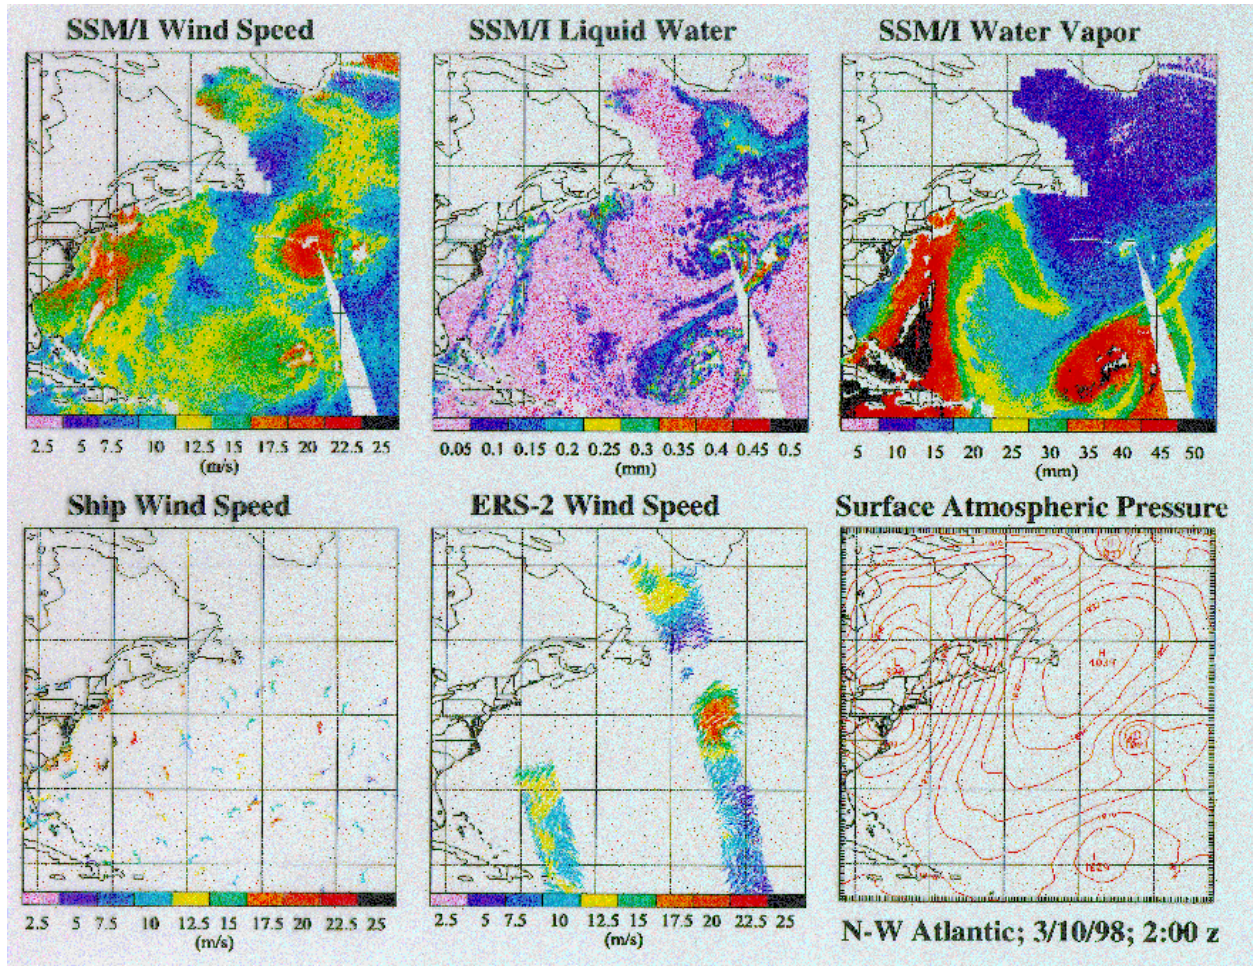 SSM/I Wind Speed
SSM/I Liquid Water
SSM/I Water Vapor
2.5 5 7.5 10 12.5 15 17.5 20 22.5 25
(m/s)
0.05 0.1 0.15 0.2 0.25 0.3 0.35 0.4 0.45 0.5
(mm)
5 10 15 20 25 30 35 40 45 50
(mm)
Ship Wind Speed
ERS-2 Wind Speed
Surface Atmospheric Pressure
H
L
2.5 5 7.5 10 12.5 15 17.5 20 22.5 25
(m/s)
2.5 5 7.5 10 12.5 15 17.5 20 22.5 25
(m/s)
N-W Atlantic; 3/10/98; 2:00 z